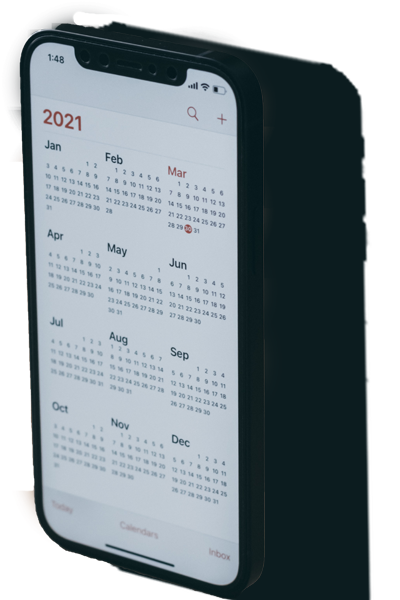 1:48
2021
Jan
1 2
3 4 5 6 7 8 9
10 11 12 13 14 15 16
17 18 19 20 21 22 23
24 25 26 27 28 29 30
31
Feb
1 2 3 4 5 6
7 8 9 10 11 12 13
14 15 16 17 18 19 20
21 22 23 24 25 26 27
28
Mar
1 2 3 4 5 6
7 8 9 10 11 12 13
14 15 16 17 18 19 20
21 22 23 24 25 26 27
28 29 30 31
Apr
1 2 3
4 5 6 7 8 9 10
11 12 13 14 15 16 17
18 19 20 21 22 23 24
25 26 27 28 29 30
May
1
2 3 4 5 6 7 8
9 10 11 12 13 14 15
16 17 18 19 20 21 22
23 24 25 26 27 28 29
30 31
Jun
1 2 3 4 5
6 7 8 9 10 11 12
13 14 15 16 17 18 19
20 21 22 23 24 25 26
27 28 29 30
Jul
1 2 3
4 5 6 7 8 9 10
11 12 13 14 15 16 17
18 19 20 21 22 23 24
25 26 27 28 29 30 31
Aug
1 2 3 4 5 6 7
8 9 10 11 12 13 14
15 16 17 18 19 20 21
22 23 24 25 26 27 28
29 30 31
Sep
1 2 3 4
5 6 7 8 9 10 11
12 13 14 15 16 17 18
19 20 21 22 23 24 25
26 27 28 29 30
Oct
1 2
3 4 5 6 7 8 9
10 11 12 13 14 15 16
17 18 19 20 21 22 23
24 25 26 27 28 29 30
31
Nov
1 2 3 4 5 6
7 8 9 10 11 12 13
14 15 16 17 18 19 20
21 22 23 24 25 26 27
28 29 30
Dec
1 2 3 4
5 6 7 8 9 10 11
12 13 14 15 16 17 18
19 20 21 22 23 24 25
26 27 28 29 30 31
Today
Calendars
Inbox